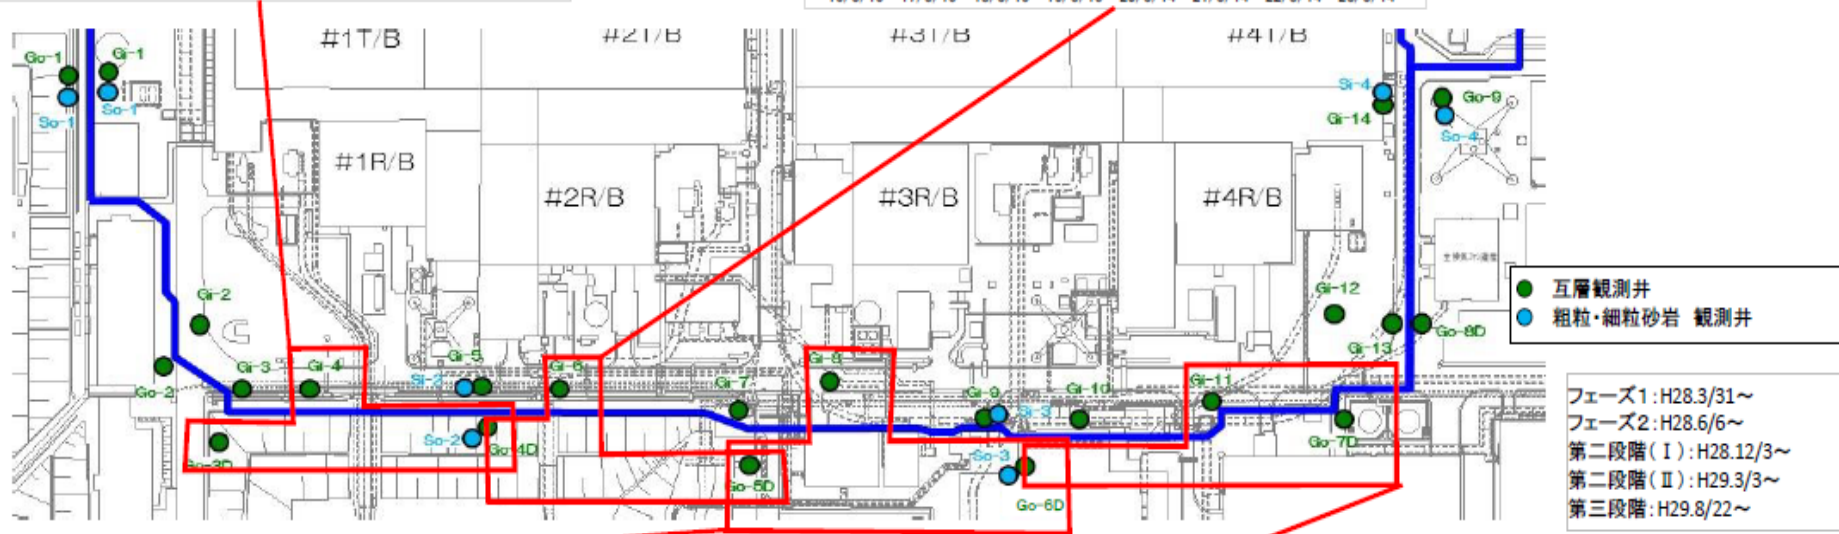 #1T/B
#2T/B
#3T/B
#4T/B
Go-1
Gi-1
So-1
So-1
Si-4
Gi-14
Go-9
So-4
#1R/B
#2R/B
#3R/B
#4R/B
Gi-2
Gi-12
Gi-13
Go-8D
Go-2
Gi-3
Gi-4
Gi-5
Si-2
Gi-6
Gi-7
Gi-8
Gi-9
Si-3
Gi-10
Gi-11
Go-7D
Go-3D
So-2
Go-4D
Go-5D
So-3
Go-6D
互層観測井
粗粒・細粒砂岩 観測井
フェーズ1:H28.3/31~
フェーズ2:H28.6/6~
第二段階(Ⅰ):H28.12/3~
第二段階(Ⅱ):H29.3/3~
第三段階:H29.8/22~